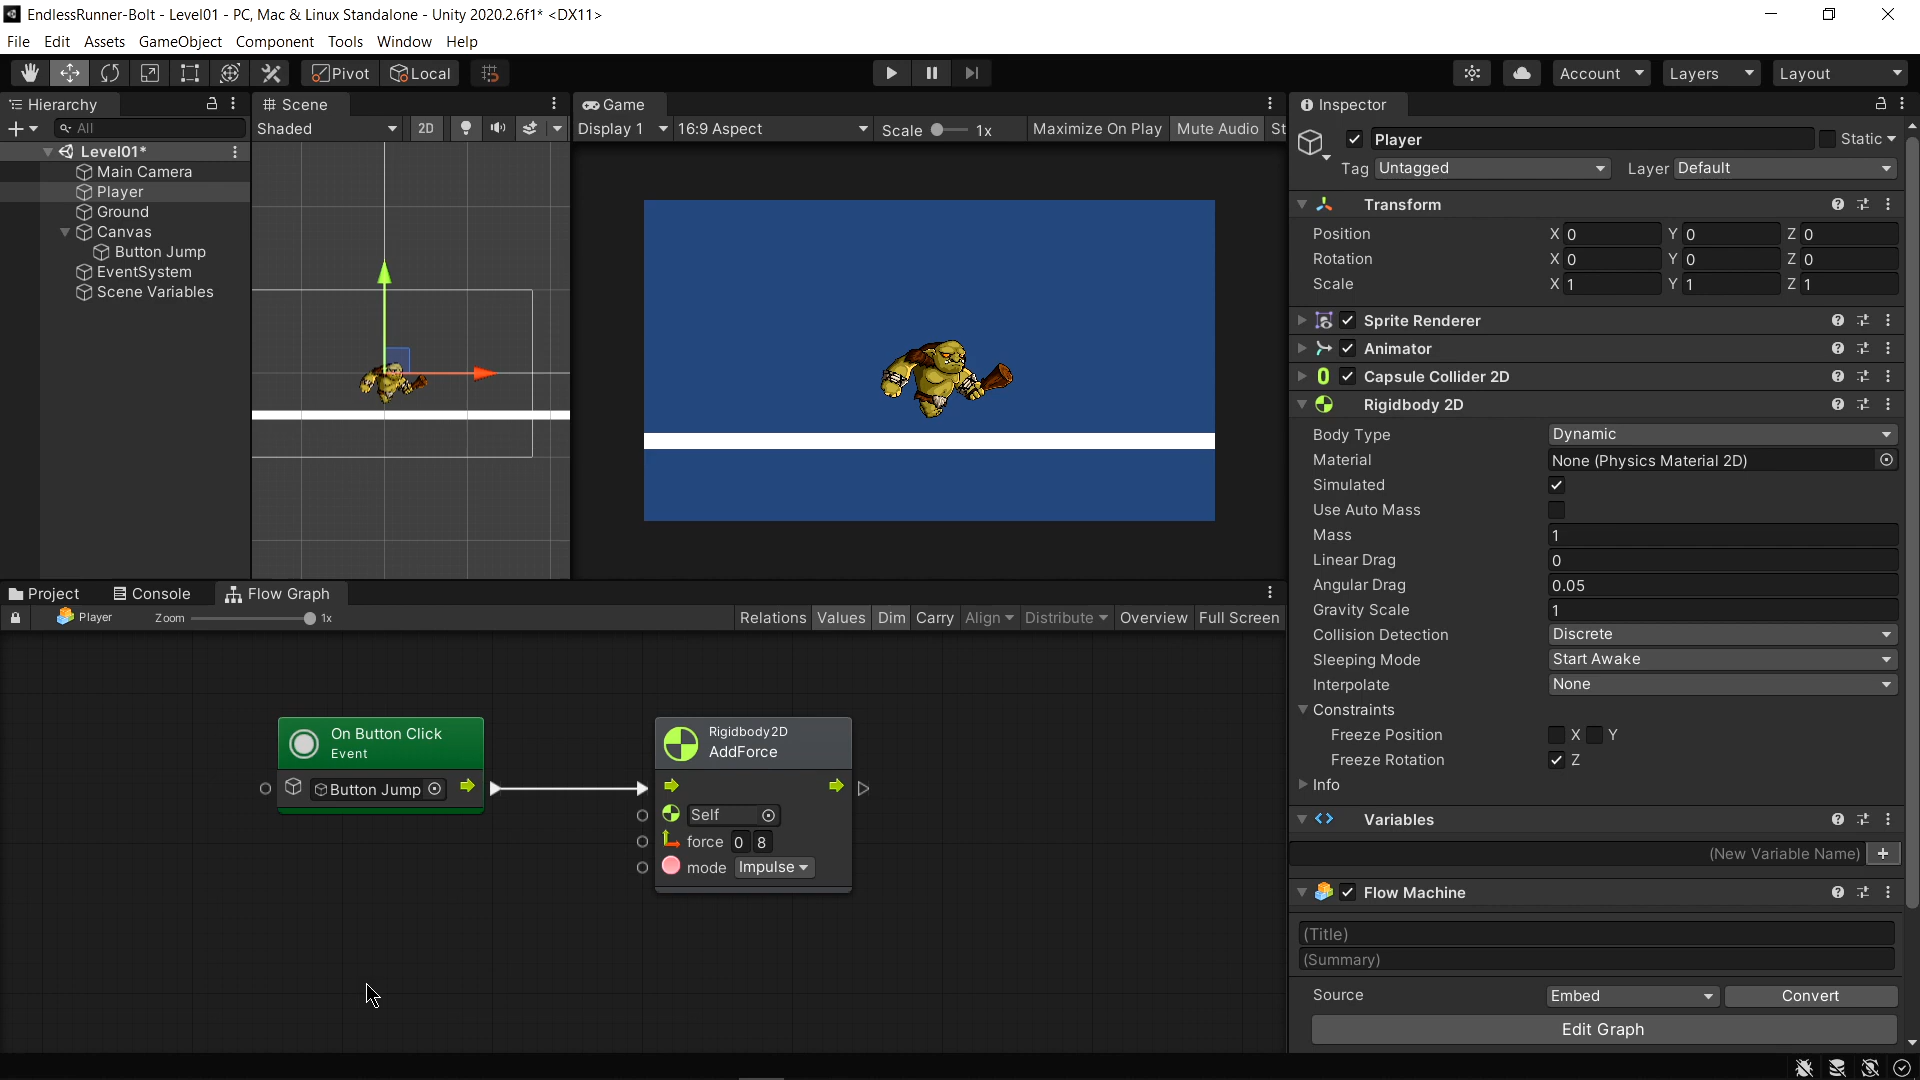 EndlessRunner-Bolt - Level01 - PC, Mac & Linux Standalone - Unity 2020.2.6f1* <DX11>
File Edit Assets GameObject Component Tools Window Help
Pivot Local Account Layers Layout
Hierarchy
All
Level01*
Main Camera
Player
Ground
Canvas
Button Jump
EventSystem
Scene Variables
Scene
Shaded 2D
Game
Display 1 16:9 Aspect Scale 1x Maximize On Play Mute Audio St
Inspector
Player Static
Tag Untagged Layer Default
Transform
Position X 0 Y 0 Z 0
Rotation X 0 Y 0 Z 0
Scale X 1 Y 1 Z 1
Sprite Renderer
Animator
Capsule Collider 2D
Rigidbody 2D
Body Type Dynamic
Material None (Physics Material 2D)
Simulated
Use Auto Mass
Mass 1
Linear Drag 0
Angular Drag 0.05
Gravity Scale 1
Collision Detection Discrete
Sleeping Mode Start Awake
Interpolate None
Constraints
Freeze Position X Y
Freeze Rotation Z
Info
Variables
(New Variable Name) +
Flow Machine
(Title)
(Summary)
Source Embed Convert
Edit Graph
Project Console Flow Graph
Player Zoom 1x Relations Values Dim Carry Align Distribute Overview Full Screen
On Button Click
Event
Button Jump
Rigidbody2D
AddForce
Self
force 0 8
mode Impulse